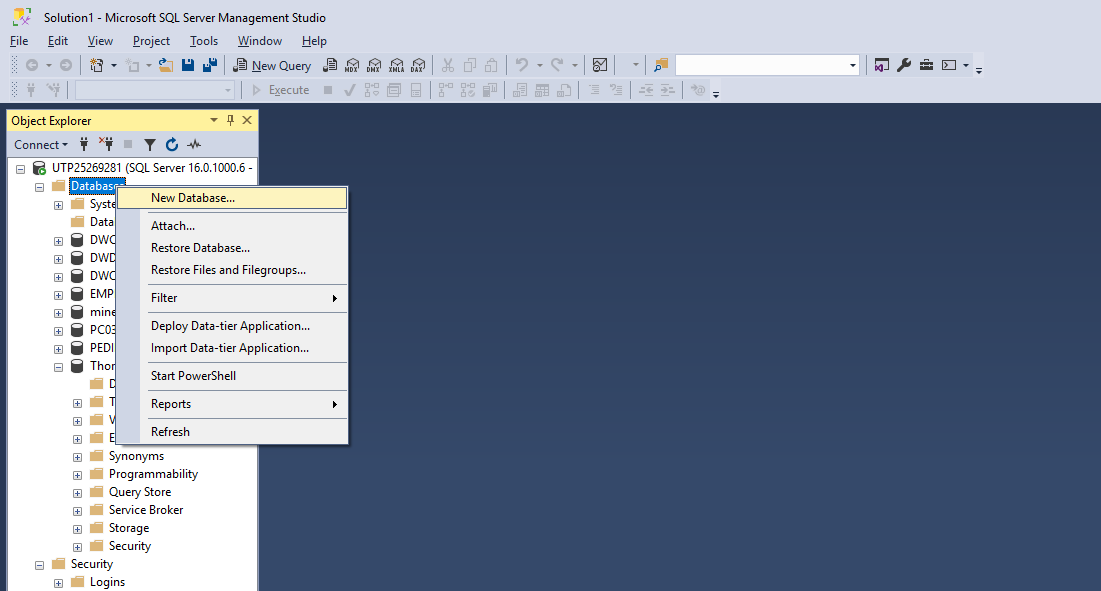 Solution1 - Microsoft SQL Server Management Studio
File Edit View Project Tools Window Help
New Query MDX DMX XMLA DAX
Execute
Object Explorer
Connect
UTP25269281 (SQL Server 16.0.1000.6 -
Databases
New Database...
Attach...
Restore Database...
Restore Files and Filegroups...
Filter
Deploy Data-tier Application...
Import Data-tier Application...
Start PowerShell
Reports
Refresh
Syste
Data
DWC
DWD
DWC
EMP
mine
PC03
PEDI
Thor
D
T
V
E
Synonyms
Programmability
Query Store
Service Broker
Storage
Security
Security
Logins